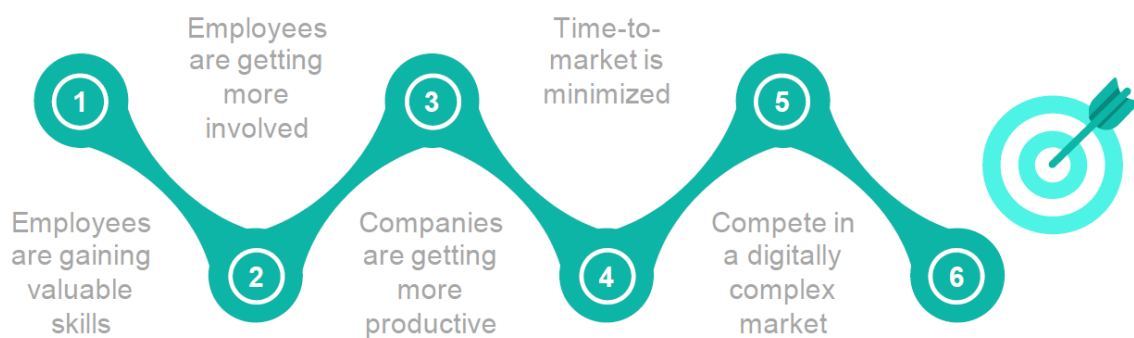 1
Employees
are gaining
valuable
skills
2
Employees
are getting
more
involved
3
Companies
are getting
more
productive
4
Time-to-
market is
minimized
5
Compete in
a digitally
complex
market
6